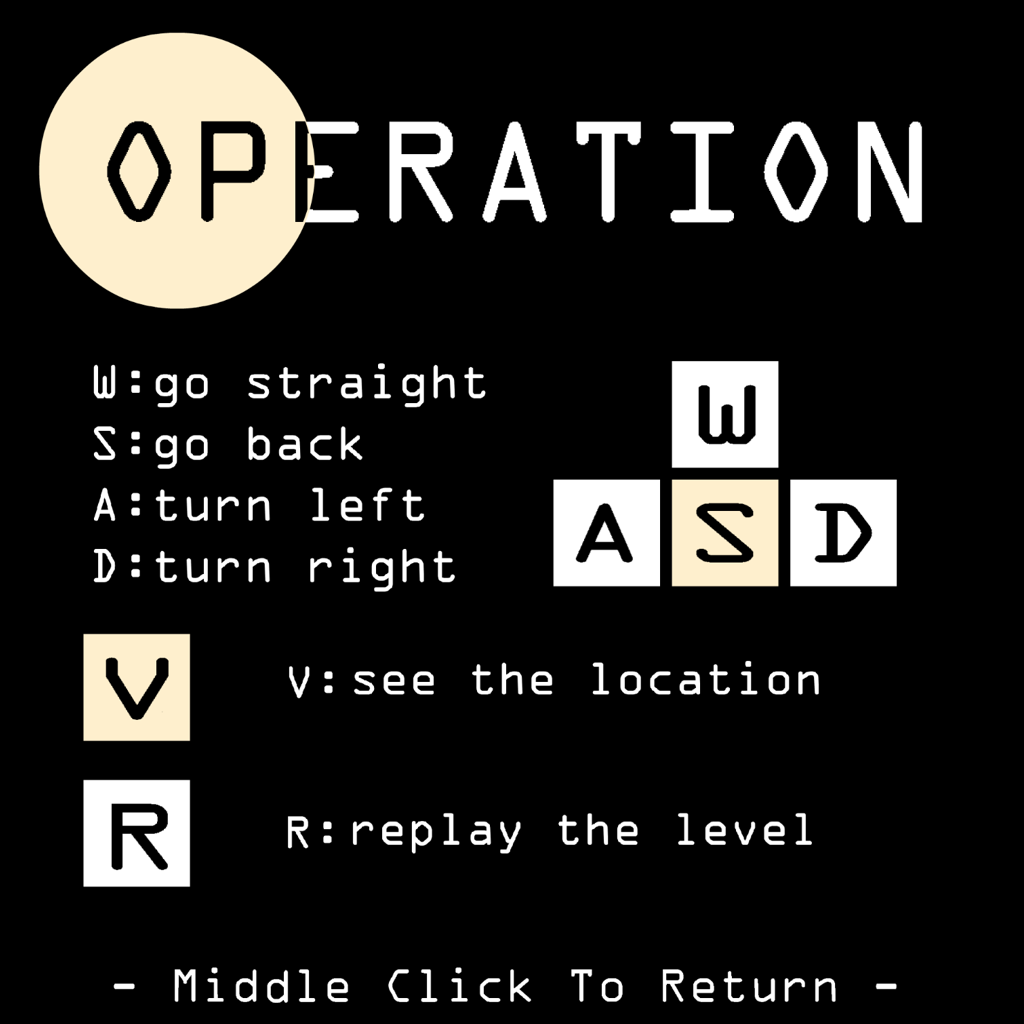 OPERATION
W:go straight
S:go back
A:turn left
D:turn right
W
A S D
V
V:see the location
R
R:replay the level
- Middle Click To Return -